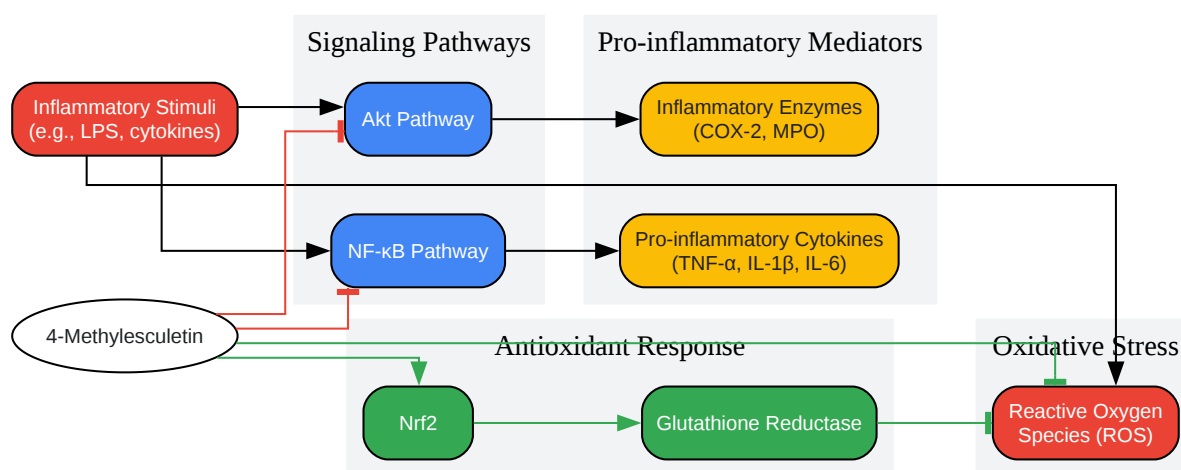 Signaling Pathways
Pro-inflammatory Mediators
Inflammatory Stimuli
(e.g., LPS, cytokines)
Akt Pathway
Inflammatory Enzymes
(COX-2, MPO)
NF-κB Pathway
Pro-inflammatory Cytokines
(TNF-α, IL-1β, IL-6)
4-Methylesculetin
Antioxidant Response
Oxidative Stress
Nrf2
Glutathione Reductase
Reactive Oxygen
Species (ROS)